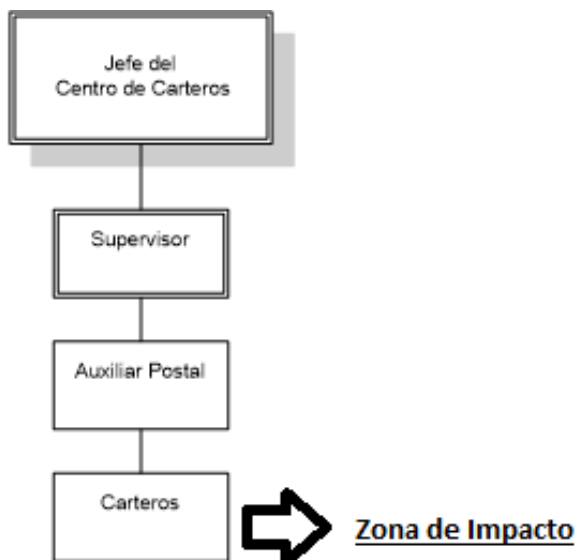 Jefe del
Centro de Carteros
Supervisor
Auxiliar Postal
Carteros
Zona de Impacto